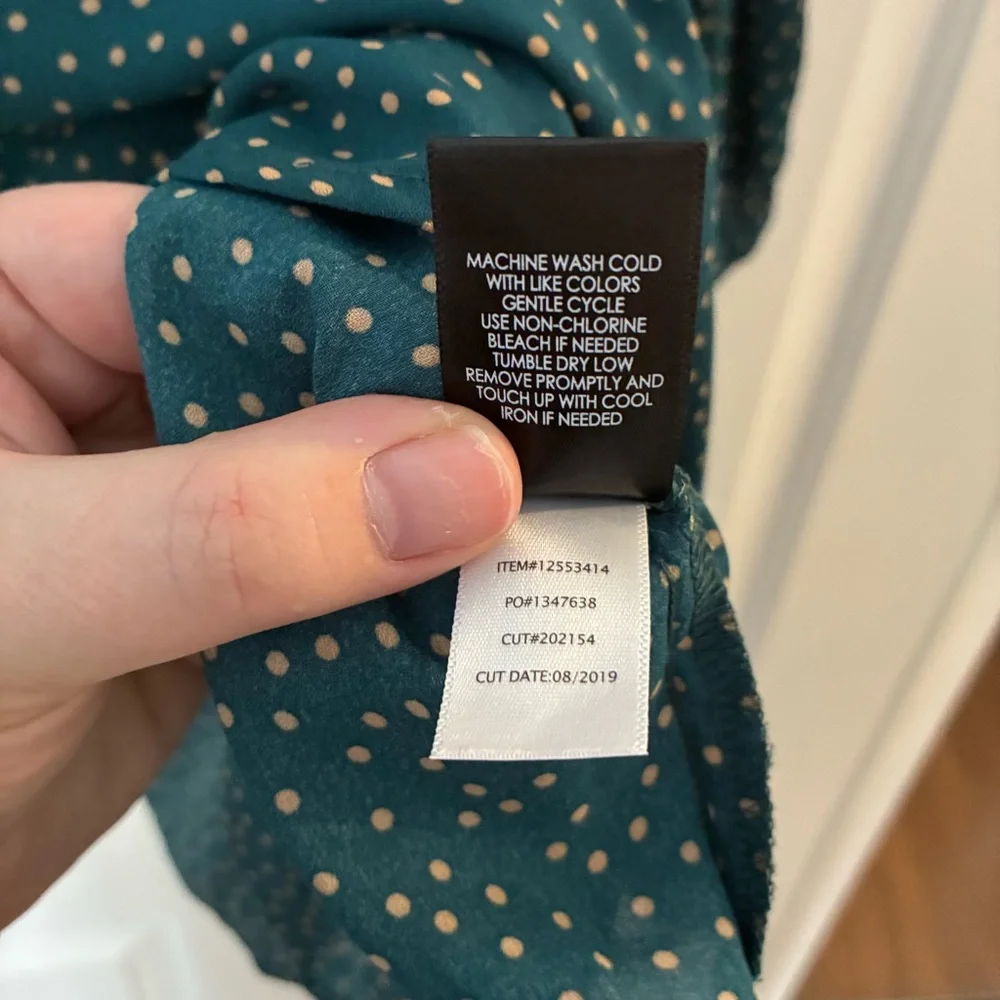 MACHINE WASH COLD
WITH LIKE COLORS
GENTLE CYCLE
USE NON-CHLORINE
BLEACH IF NEEDED
TUMBLE DRY LOW
REMOVE PROMPTLY AND
TOUCH UP WITH COOL
IRON IF NEEDED
ITEM#12553414
PO#1347638
CUT#202154
CUT DATE:08/2019